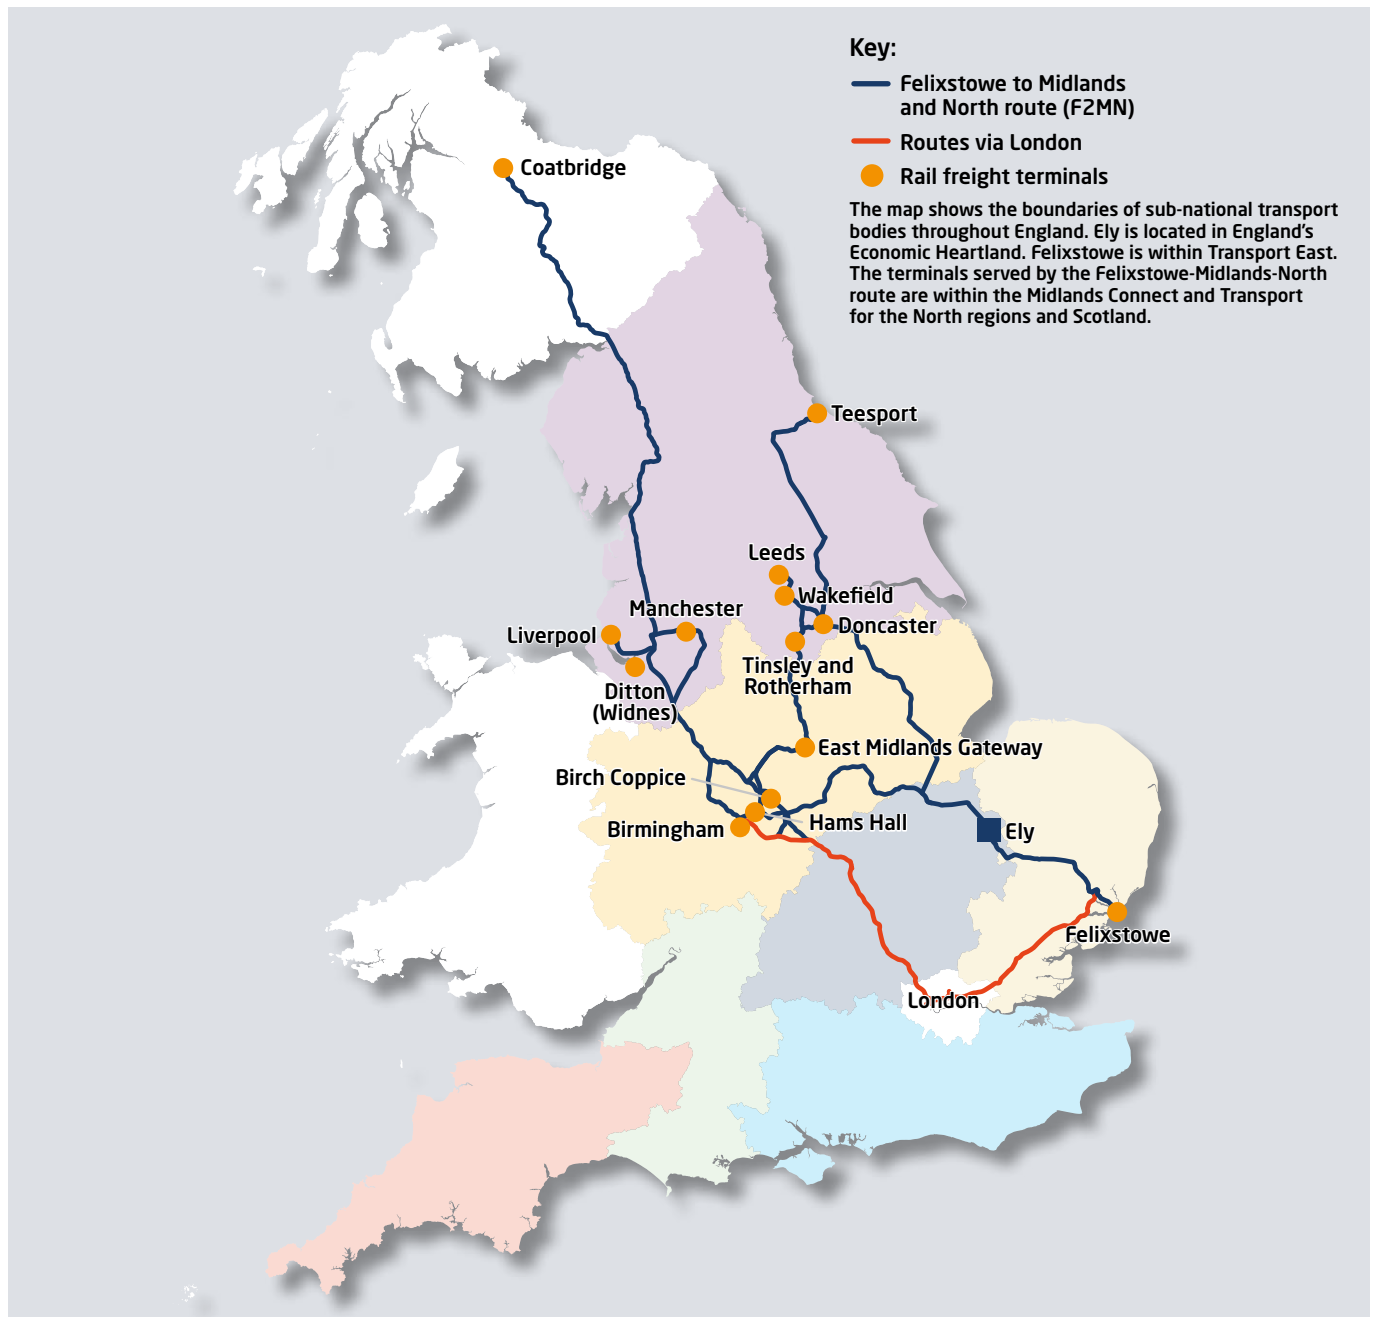 Key:
Felixstowe to Midlands
and North route (F2MN)
Routes via London
Rail freight terminals
The map shows the boundaries of sub-national transport
bodies throughout England. Ely is located in England's
Economic Heartland. Felixstowe is within Transport East.
The terminals served by the Felixstowe-Midlands-North
route are within the Midlands Connect and Transport
for the North regions and Scotland.
Coatbridge
Teesport
Leeds
Wakefield
Manchester
Doncaster
Liverpool
Tinsley and
Rotherham
Ditton
(Widnes)
East Midlands Gateway
Birch Coppice
Hams Hall
Birmingham
Ely
Felixstowe
London